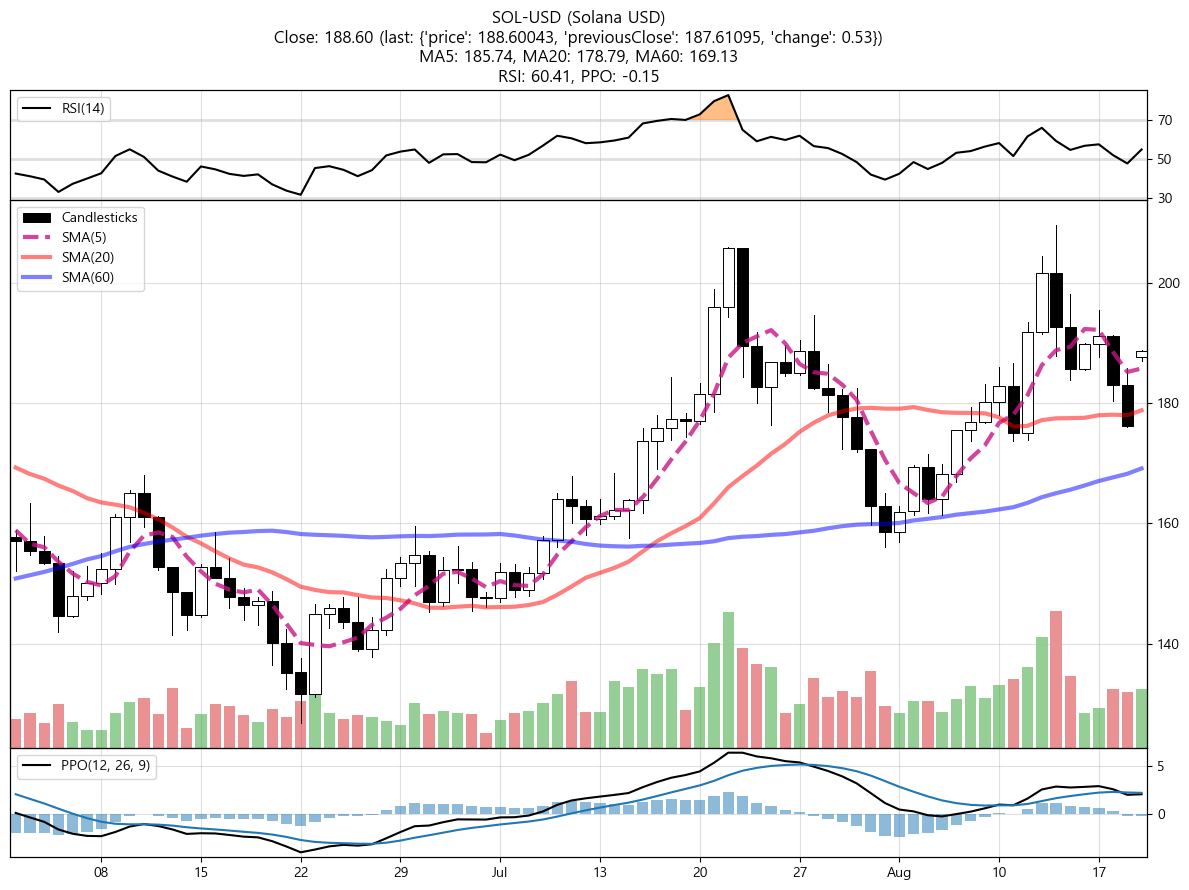 SOL-USD (Solana USD)
Close: 188.60 (last: {'price': 188.60043, 'previousClose': 187.61095, 'change': 0.53})
MA5: 185.74, MA20: 178.79, MA60: 169.13
RSI: 60.41, PPO: -0.15
RSI(14)
70
50
30
Candlesticks
SMA(5)
SMA(20)
SMA(60)
200
180
160
140
PPO(12, 26, 9)
5
0
08 15 22 29 Jul 13 20 27 Aug 10 17